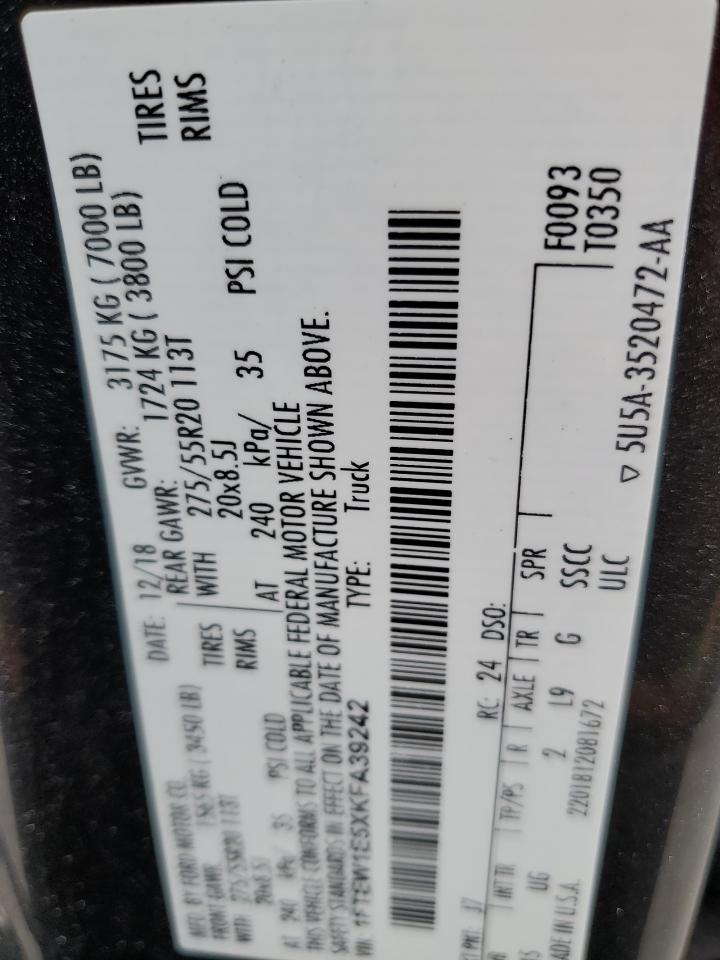 MFD. BY FORD MOTOR CO.
DATE: 12/18 GVWR: 3175 KG ( 7000 LB)
FRONT GAWR: 1565 KG ( 3450 LB)
REAR GAWR: 1724 KG ( 3800 LB)
WITH 275/55R20 113T TIRES
WITH 275/55R20 113T TIRES
20x8.5J RIMS
20x8.5J RIMS
AT 240 kPa/ 35 PSI COLD
AT 240 kPa/ 35 PSI COLD
THIS VEHICLE CONFORMS TO ALL APPLICABLE FEDERAL MOTOR VEHICLE
SAFETY STANDARDS IN EFFECT ON THE DATE OF MANUFACTURE SHOWN ABOVE.
VIN: 1FTEW1E5XKFA39242 TYPE: Truck
F0093
T0350
37 RC: 24 DSO:
INT TR TP/PS R AXLE TR SPR
UG 2 L9 G SSCC
MADE IN U.S.A. 2201812081672 ULC
▽ 5U5A-3520472-AA